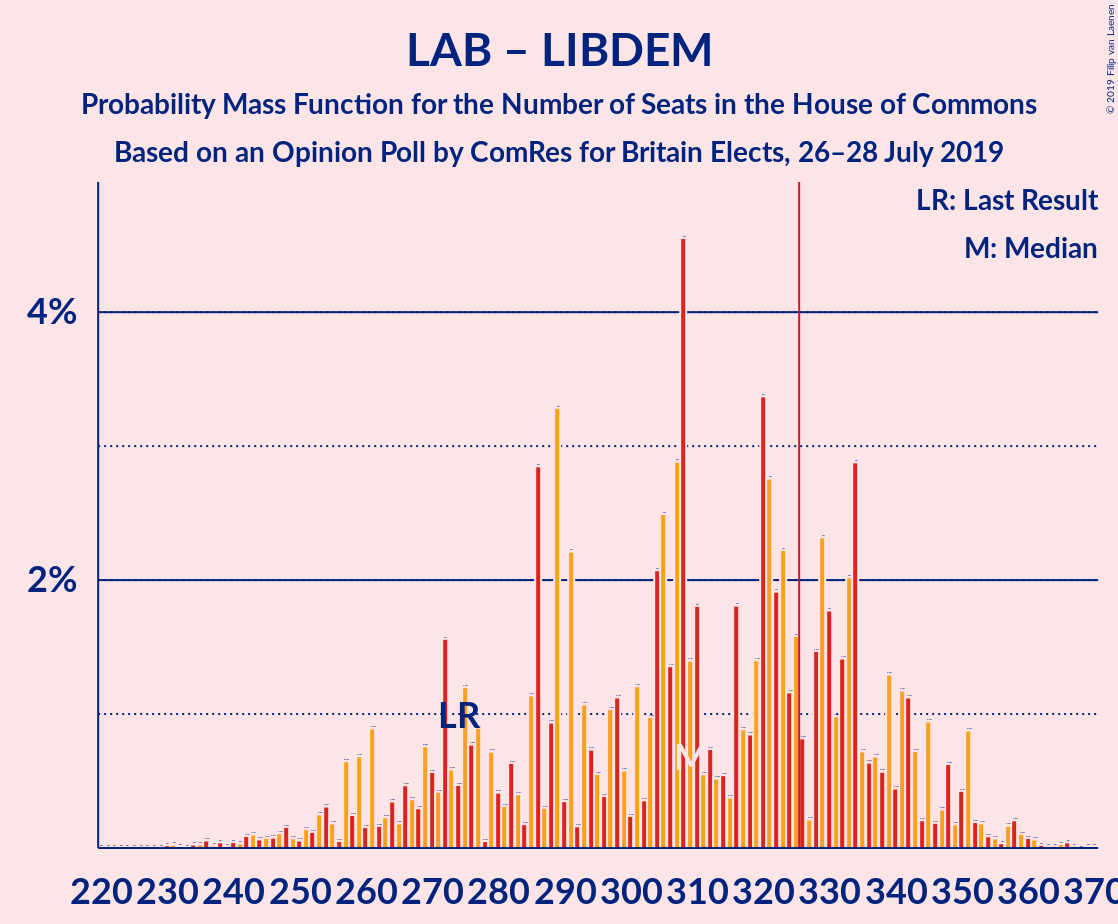 LAB – LIBDEM
Probability Mass Function for the Number of Seats in the House of Commons
Based on an Opinion Poll by ComRes for Britain Elects, 26–28 July 2019
© 2019 Filip van Laenen
LR: Last Result
M: Median
4%
2%
LR
M
220 230 240 250 260 270 280 290 300 310 320 330 340 350 360 370